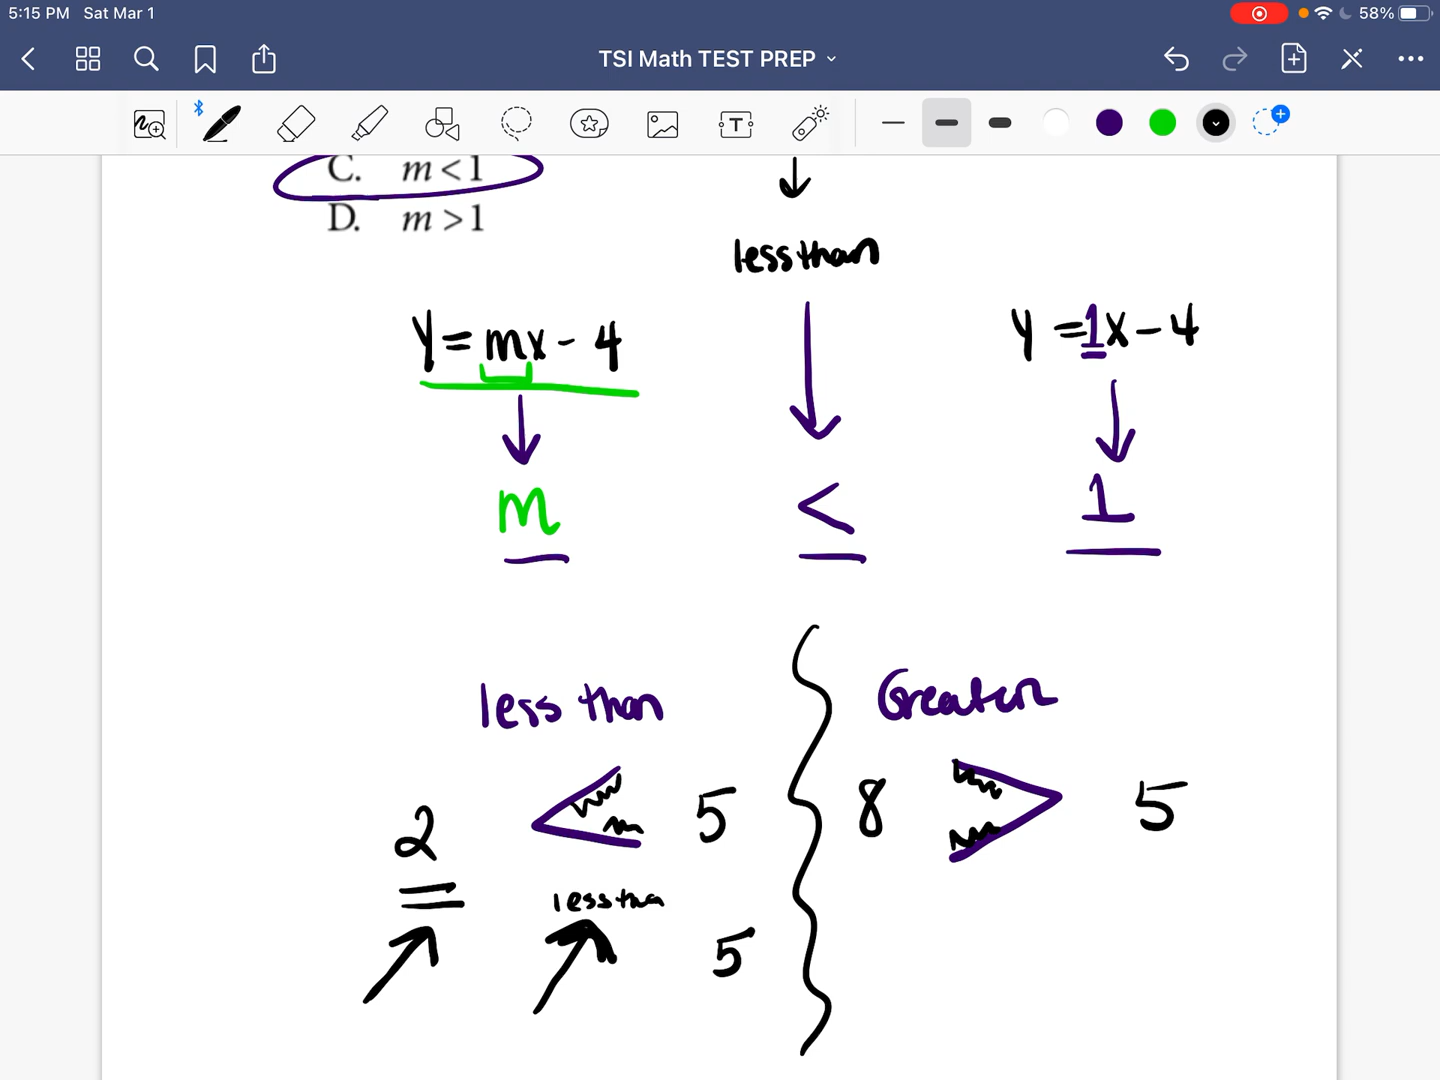 5:15 PM Sat Mar 1
58%
TSI Math TEST PREP
T
C. m < 1
D. m > 1
less than
y = mx - 4
y = 1x - 4
m < 1
less than
Greater
2 < 5
8 > 5
less than
5